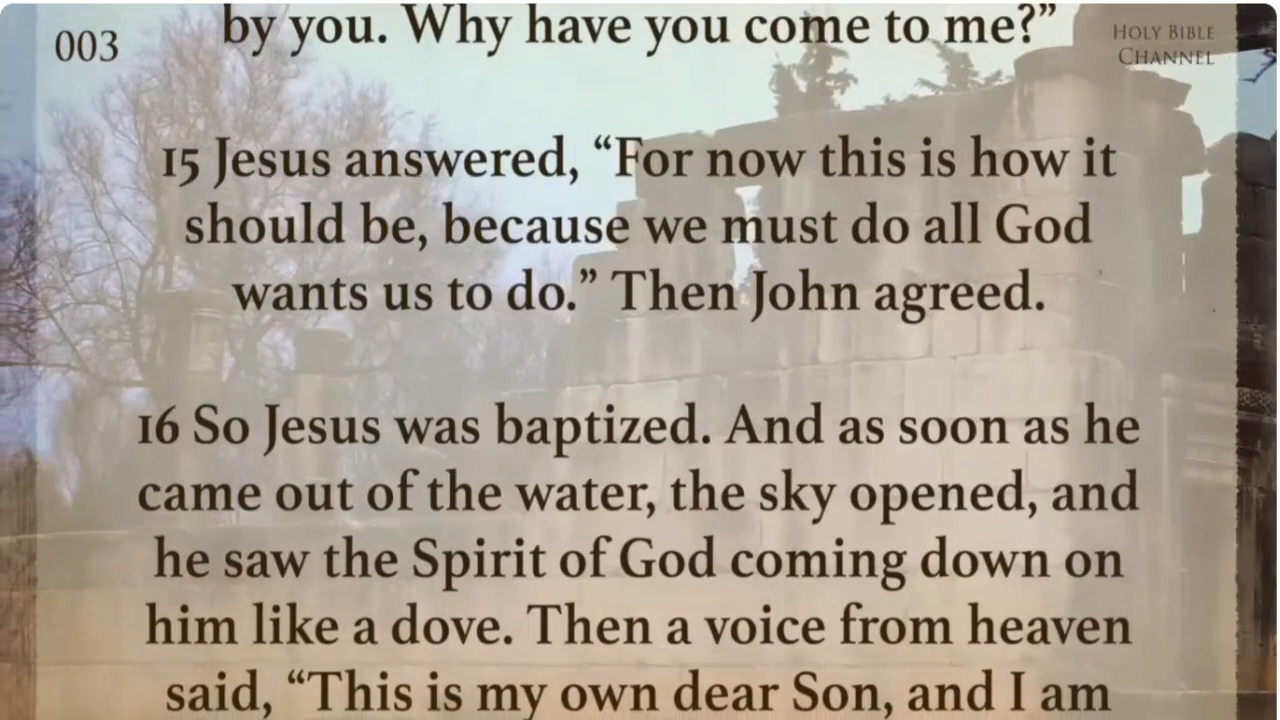 003
by you. Why have you come to me?”
HOLY BIBLE
CHANNEL
15 Jesus answered, “For now this is how it
should be, because we must do all God
wants us to do.” Then John agreed.
16 So Jesus was baptized. And as soon as he
came out of the water, the sky opened, and
he saw the Spirit of God coming down on
him like a dove. Then a voice from heaven
said, “This is my own dear Son, and I am